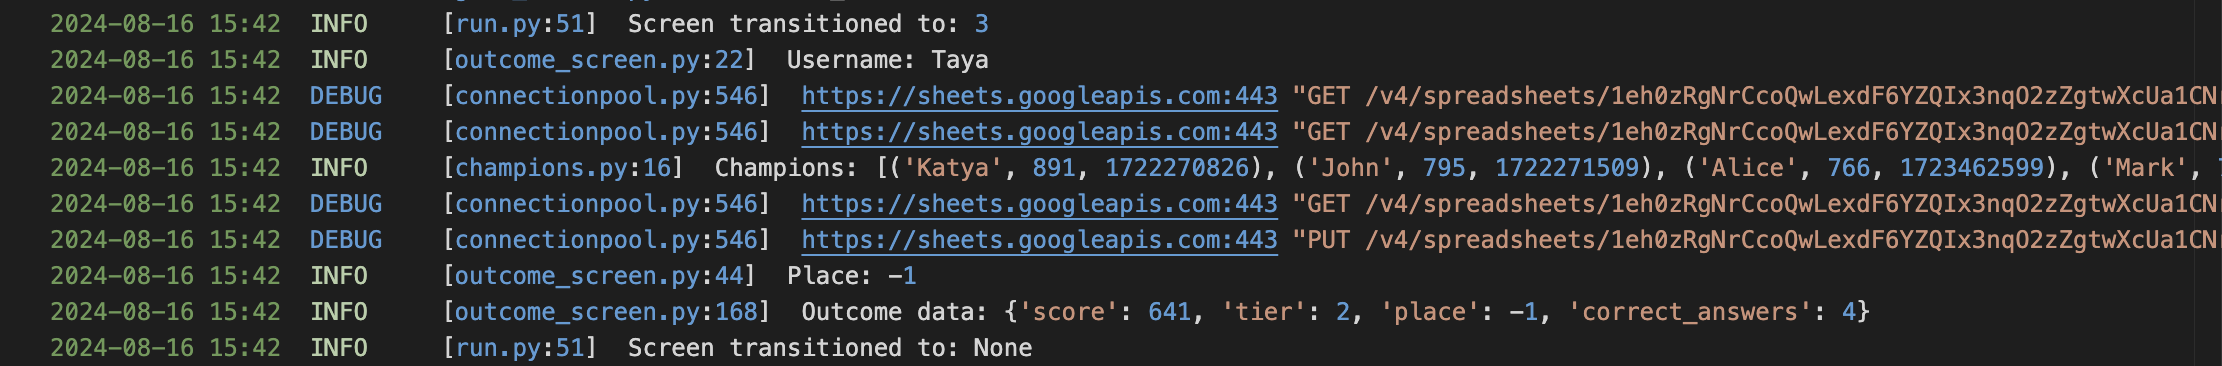 2024-08-16 15:42 INFO [run.py:51] Screen transitioned to: 3
2024-08-16 15:42 INFO [outcome_screen.py:22] Username: Taya
2024-08-16 15:42 DEBUG [connectionpool.py:546] https://sheets.googleapis.com:443 "GET /v4/spreadsheets/1eh0zRgNrCcoQwLexdF6YZQIx3nqO2zZgtwXcUa1CN
2024-08-16 15:42 DEBUG [connectionpool.py:546] https://sheets.googleapis.com:443 "GET /v4/spreadsheets/1eh0zRgNrCcoQwLexdF6YZQIx3nqO2zZgtwXcUa1CN
2024-08-16 15:42 INFO [champions.py:16] Champions: [('Katya', 891, 1722270826), ('John', 795, 1722271509), ('Alice', 766, 1723462599), ('Mark',
2024-08-16 15:42 DEBUG [connectionpool.py:546] https://sheets.googleapis.com:443 "GET /v4/spreadsheets/1eh0zRgNrCcoQwLexdF6YZQIx3nqO2zZgtwXcUa1CN
2024-08-16 15:42 DEBUG [connectionpool.py:546] https://sheets.googleapis.com:443 "PUT /v4/spreadsheets/1eh0zRgNrCcoQwLexdF6YZQIx3nqO2zZgtwXcUa1CN
2024-08-16 15:42 INFO [outcome_screen.py:44] Place: -1
2024-08-16 15:42 INFO [outcome_screen.py:168] Outcome data: {'score': 641, 'tier': 2, 'place': -1, 'correct_answers': 4}
2024-08-16 15:42 INFO [run.py:51] Screen transitioned to: None